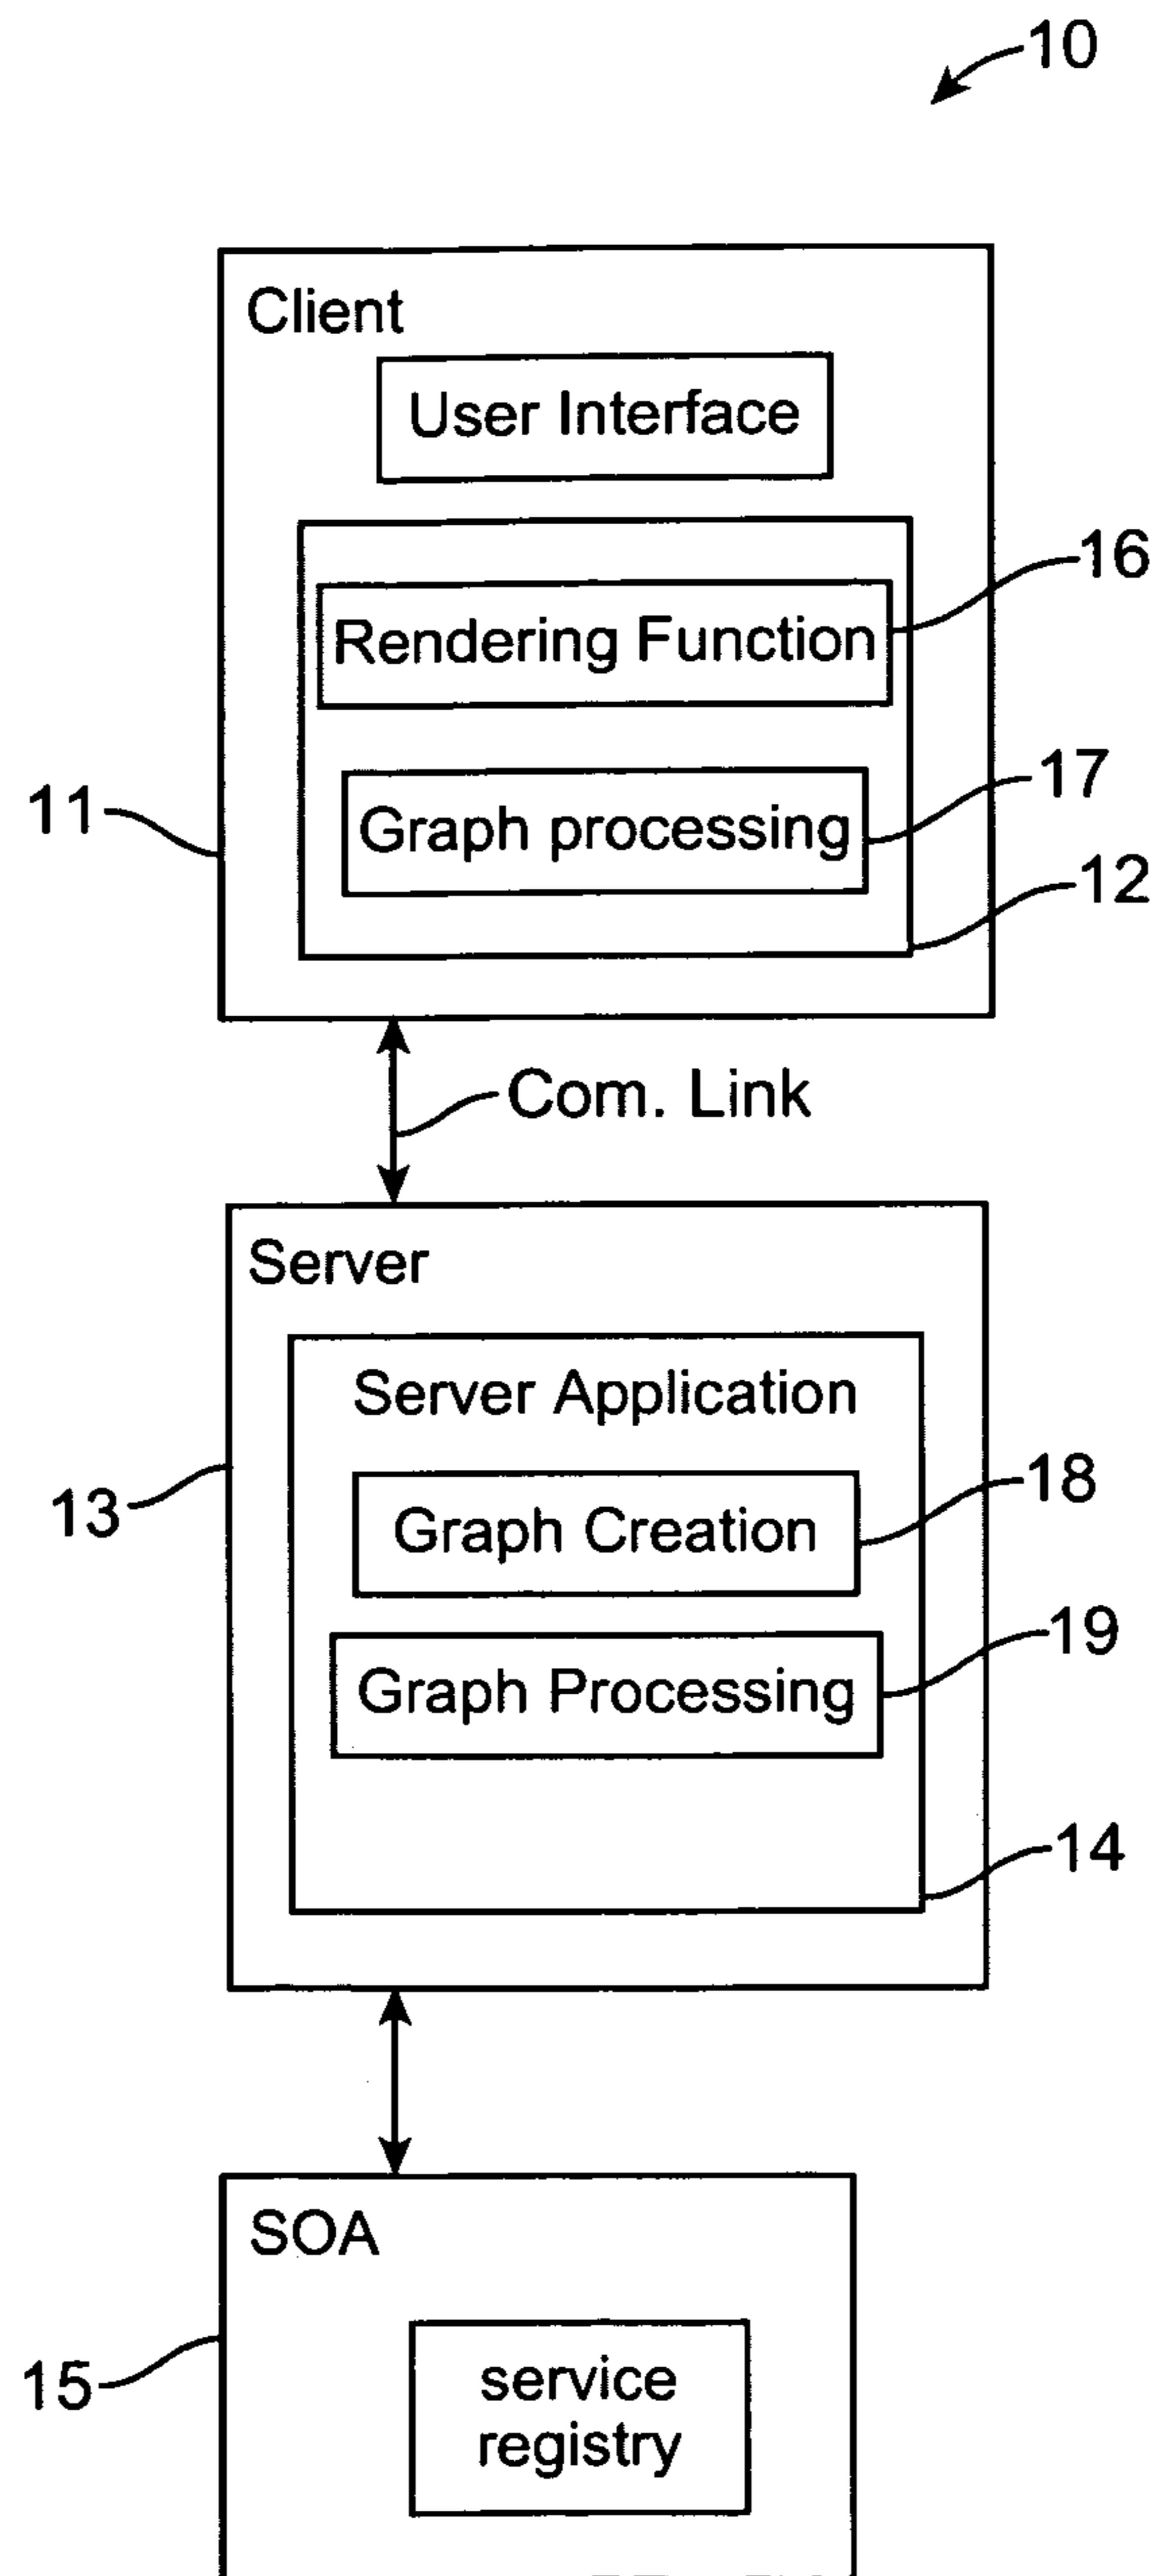 10
Client
User Interface
16
Rendering Function
17
Graph processing
11
12
Com. Link
Server
Server Application
18
Graph Creation
13
19
Graph Processing
14
SOA
15
service
registry